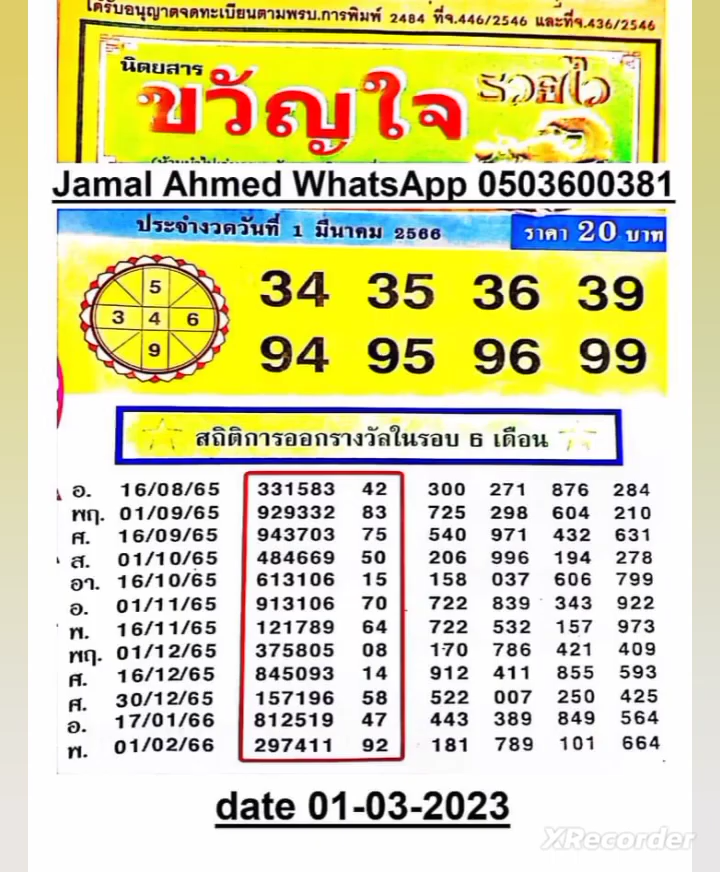 ได้รับอนุญาตจดทะเบียนตามพรบ.การพิมพ์ 2484 ที่จ.446/2546 และที่จ.436/2546
นิตยสาร
ขวัญใจ
รวยไว
Jamal Ahmed WhatsApp 0503600381
ประจำงวดวันที่ 1 มีนาคม 2566 ราคา 20 บาท
5
3 4 6
9
34 35 36 39
94 95 96 99
สถิติการออกรางวัลในรอบ 6 เดือน
อ. 16/08/65 331583 42 300 271 876 284
พฤ. 01/09/65 929332 83 725 298 604 210
ศ. 16/09/65 943703 75 540 971 432 631
ส. 01/10/65 484669 50 206 996 194 278
อา. 16/10/65 613106 15 158 037 606 799
อ. 01/11/65 913106 70 722 839 343 922
พ. 16/11/65 121789 64 722 532 157 973
พฤ. 01/12/65 375805 08 170 786 421 409
ศ. 16/12/65 845093 14 912 411 855 593
ศ. 30/12/65 157196 58 522 007 250 425
อ. 17/01/66 812519 47 443 389 849 564
พ. 01/02/66 297411 92 181 789 101 664
date 01-03-2023
XRecorder